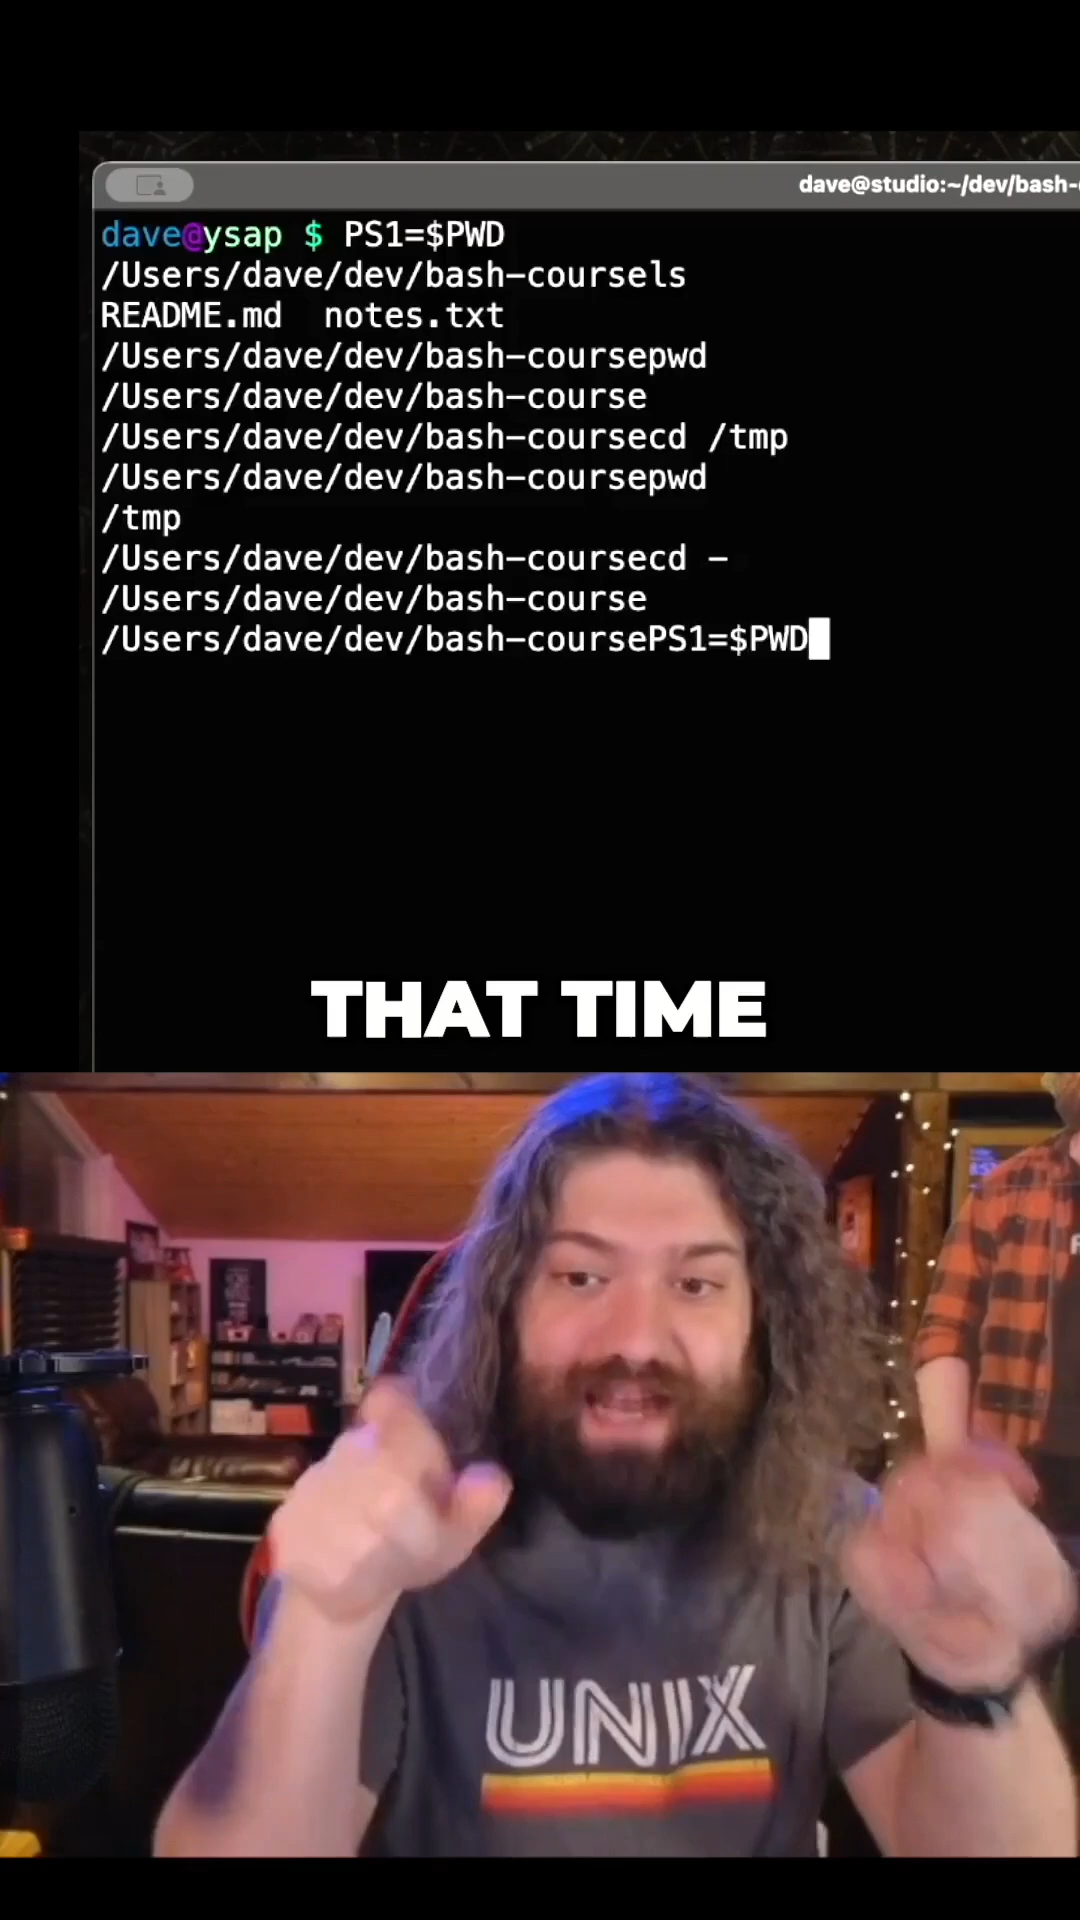 dave@studio:~/dev/bash-
dave@ysap $ PS1=$PWD
/Users/dave/dev/bash-coursels
README.md  notes.txt
/Users/dave/dev/bash-coursepwd
/Users/dave/dev/bash-course
/Users/dave/dev/bash-coursecd /tmp
/Users/dave/dev/bash-coursepwd
/tmp
/Users/dave/dev/bash-coursecd -
/Users/dave/dev/bash-course
/Users/dave/dev/bash-coursePS1=$PWD
THAT TIME
UNIX